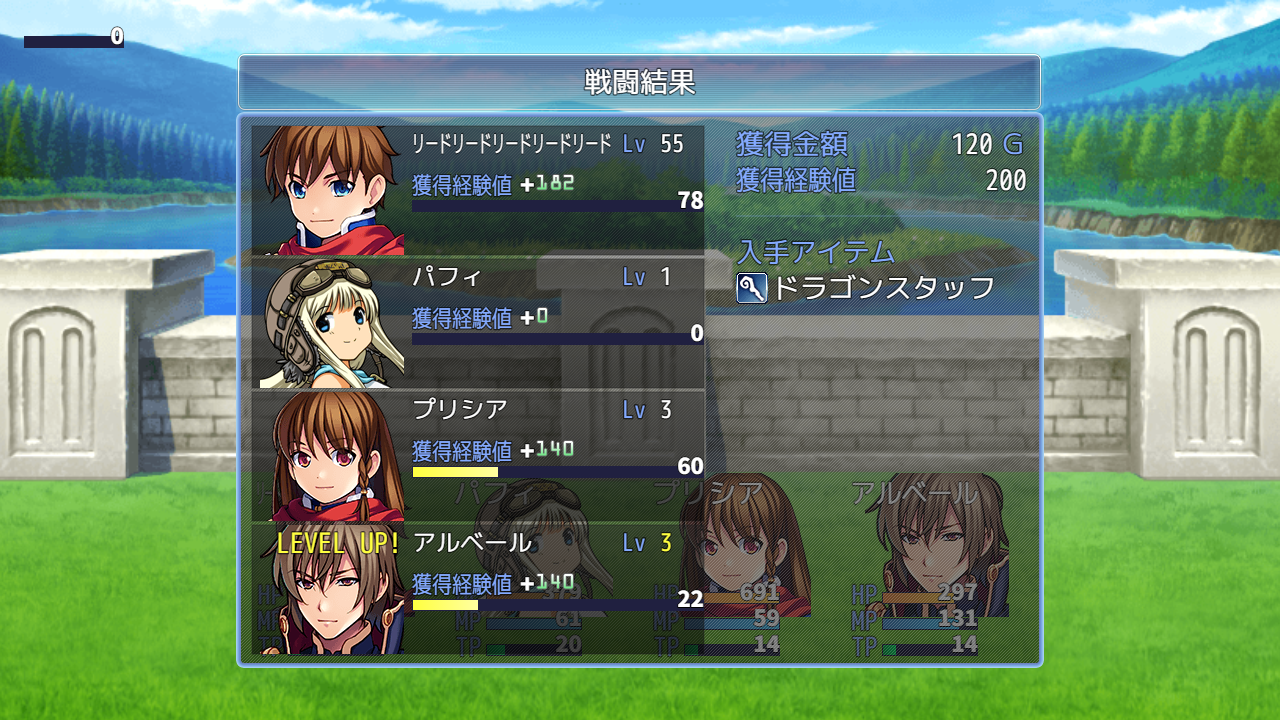 0
戦闘結果
リードリードリードリードリード Lv 55
獲得経験値 +182
78
パフィ Lv 1
獲得経験値 +0
0
プリシア Lv 3
獲得経験値 +140
60
LEVEL UP! アルベール Lv 3
獲得経験値 +140
22
獲得金額 120 G
獲得経験値 200
入手アイテム
ドラゴンスタッフ
パフィ プリシア アルベール
691 HP 297
MP 61 MP 59 MP 131
TP 20 TP 14 TP 14